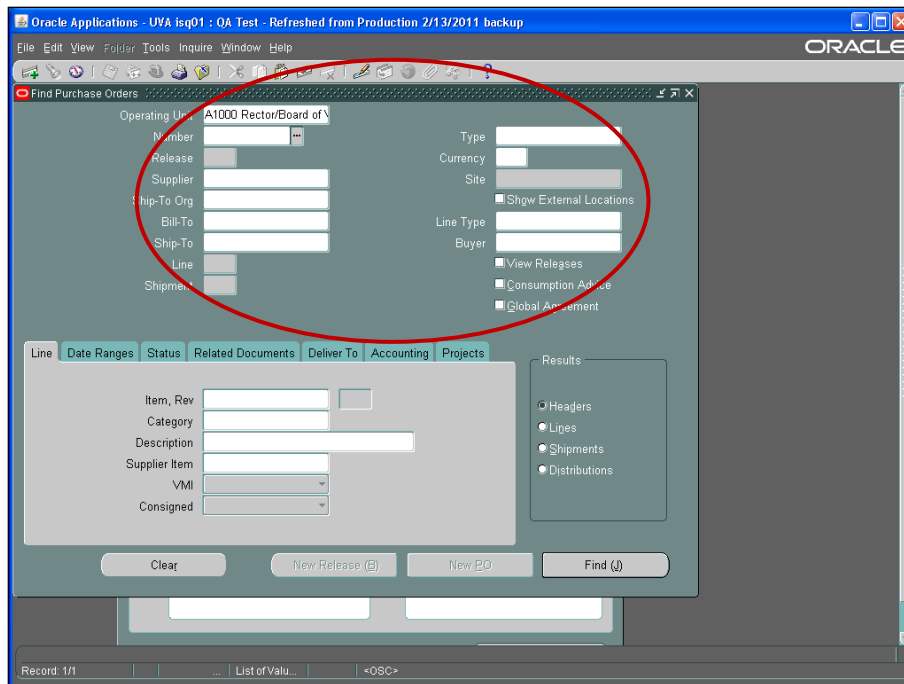 Oracle Applications - UVA isq01 : QA Test - Refreshed from Production 2/13/2011 backup
File Edit View Folder Tools Inquire Window Help
ORACLE
Find Purchase Orders
Operating Unit A1000 Rector/Board of V
Number
Type
Release
Currency
Supplier
Site
Ship-To Org
Show External Locations
Bill-To
Line Type
Ship-To
Buyer
Line
View Releases
Shipment
Consumption Advice
Global Agreement
Line Date Ranges Status Related Documents Deliver To Accounting Projects
Results
Item, Rev
Headers
Category
Lines
Description
Shipments
Supplier Item
Distributions
VMI
Consigned
Clear New Release (B) New PO Find (J)
Record: 1/1 ... List of Valu... <OSC>